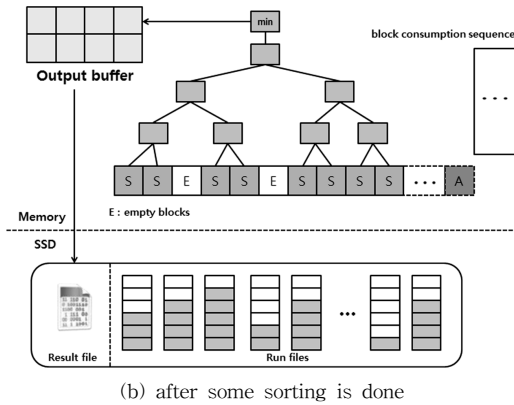 min
block consumption sequence
. . .
Output buffer
S S E S S E S S S S ... A
E : empty blocks
Memory
SSD
...
Result file
Run files
(b) after some sorting is done